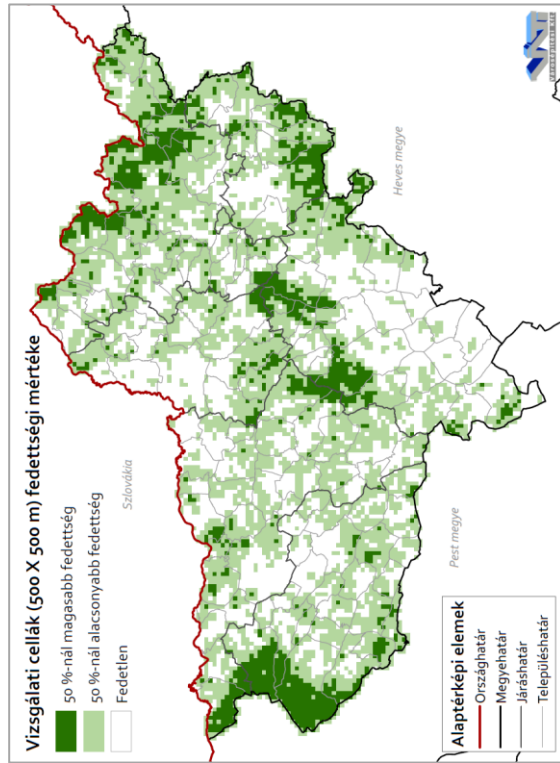 Vizsgálati cellák (500 X 500 m) fedettségi mértéke
50 %-nál magasabb fedettség
50 %-nál alacsonyabb fedettség
Fedetlen
Szlovákia
Heves megye
Pest megye
Alaptérképi elemek
Országhatár
Megyehatár
Járáshatár
Településhatár